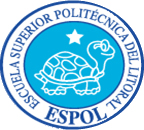 ESCUELA SUPERIOR POLITÉCNICA DEL LITORAL
ESPOL